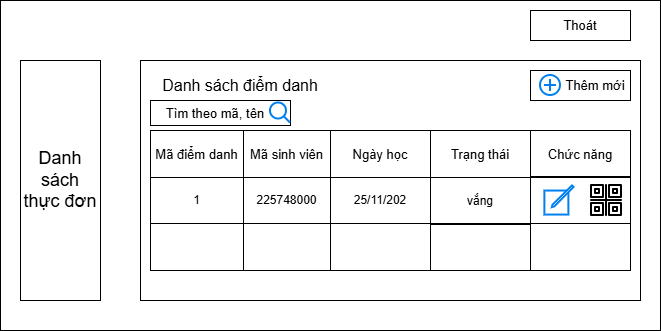 Thoát
Danh
sách
thực đơn
Danh sách điểm danh
Thêm mới
Tìm theo mã, tên
Mã điểm danh Mã sinh viên Ngày học Trạng thái Chức năng
1 225748000 25/11/202 vắng